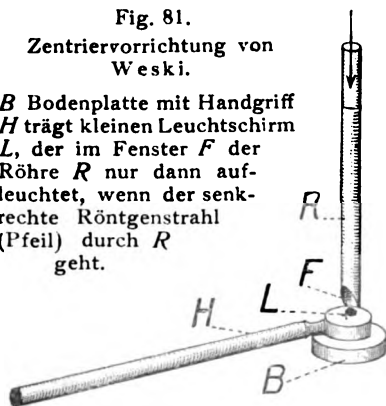 Fig. 81.
Zentriervorrichtung von
Weski.
B Bodenplatte mit Handgriff
H trägt kleinen Leuchtschirm
L, der im Fenster F der
Röhre R nur dann auf-
leuchtet, wenn der senk-
rechte Röntgenstrahl
(Pfeil) durch R
geht.
R
F
L
H
B